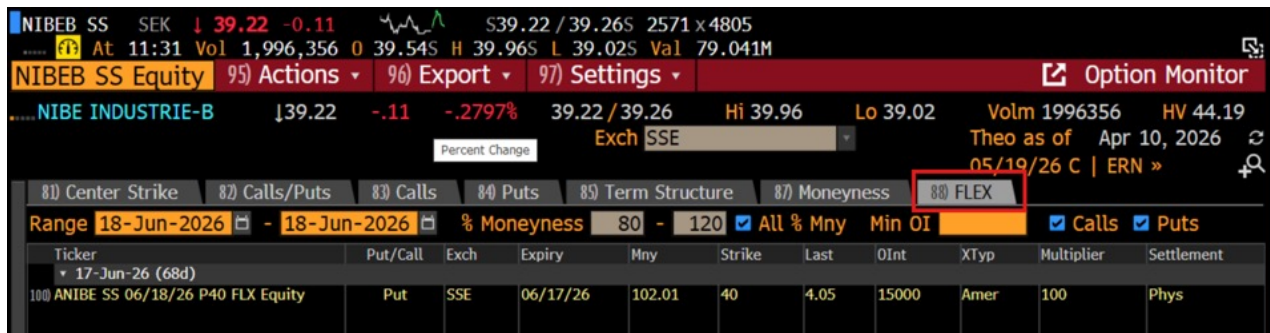 NIBEB SS SEK ↓ 39.22 -0.11 S39.22 / 39.26S 2571 x 4805
At 11:31 Vol 1,996,356 O 39.54S H 39.96S L 39.02S Val 79.041M
NIBEB SS Equity 95) Actions 96) Export 97) Settings Option Monitor
NIBE INDUSTRIE-B ↓39.22 -.11 -.2797% 39.22 / 39.26 Hi 39.96 Lo 39.02 Volm 1996356 HV 44.19
Percent Change Exch SSE Theo as of Apr 10, 2026
05/19/26 C | ERN »
81) Center Strike 82) Calls/Puts 83) Calls 84) Puts 85) Term Structure 87) Moneyness 88) FLEX
Range 18-Jun-2026 - 18-Jun-2026 % Moneyness 80 - 120 All % Mny Min OI Calls Puts
Ticker Put/Call Exch Expiry Mny Strike Last OInt XTyp Multiplier Settlement
17-Jun-26 (68d)
100) ANIBE SS 06/18/26 P40 FLX Equity Put SSE 06/17/26 102.01 40 4.05 15000 Amer 100 Phys